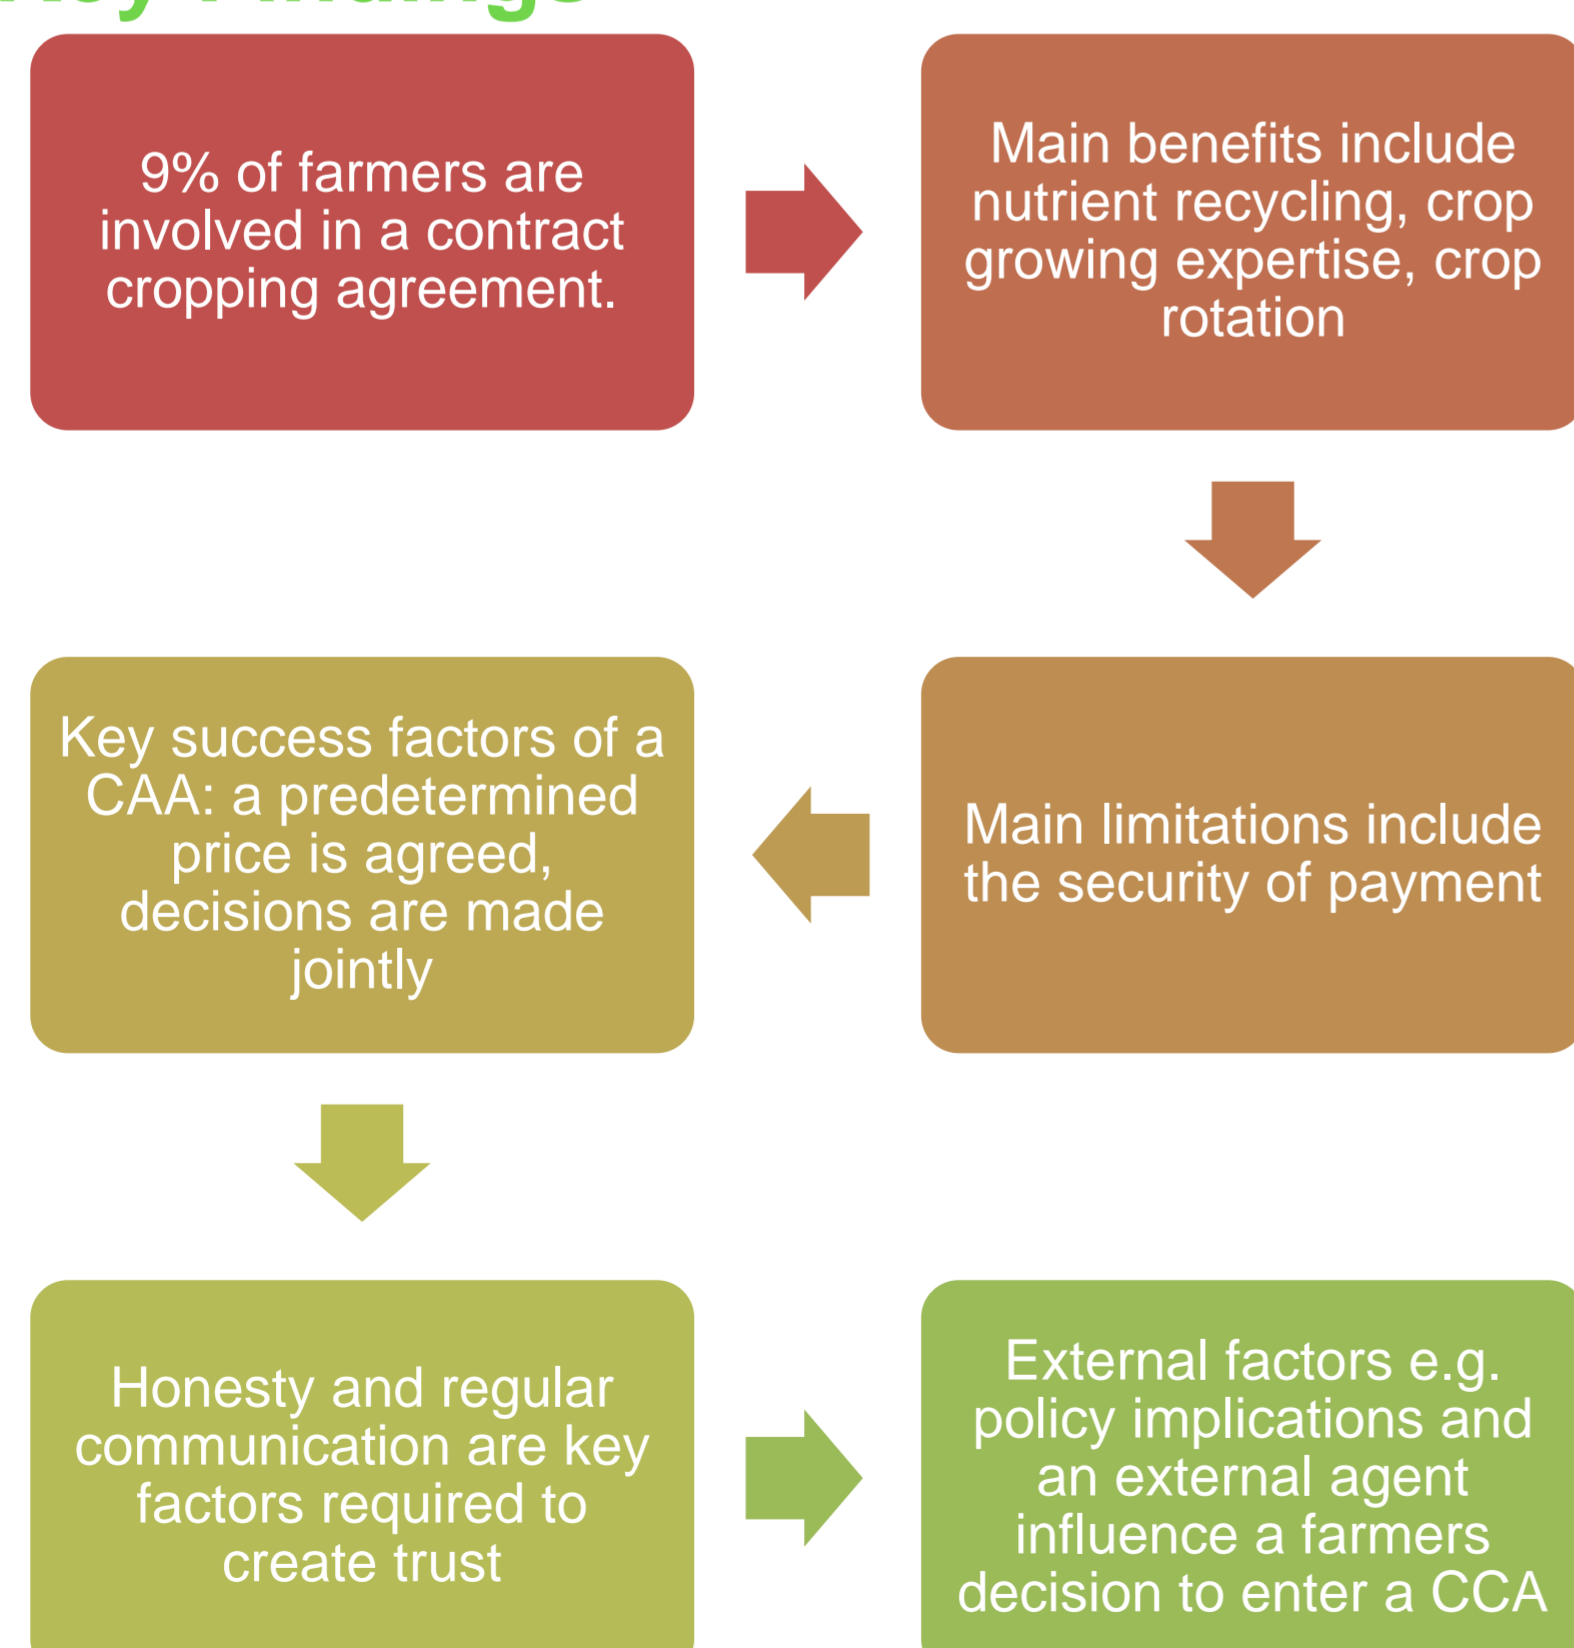 Key Findings
9% of farmers are
involved in a contract
cropping agreement.
Main benefits include
nutrient recycling, crop
growing expertise, crop
rotation
Main limitations include
the security of payment
Key success factors of a
CAA: a predetermined
price is agreed,
decisions are made
jointly
Honesty and regular
communication are key
factors required to
create trust
External factors e.g.
policy implications and
an external agent
influence a farmers
decision to enter a CCA